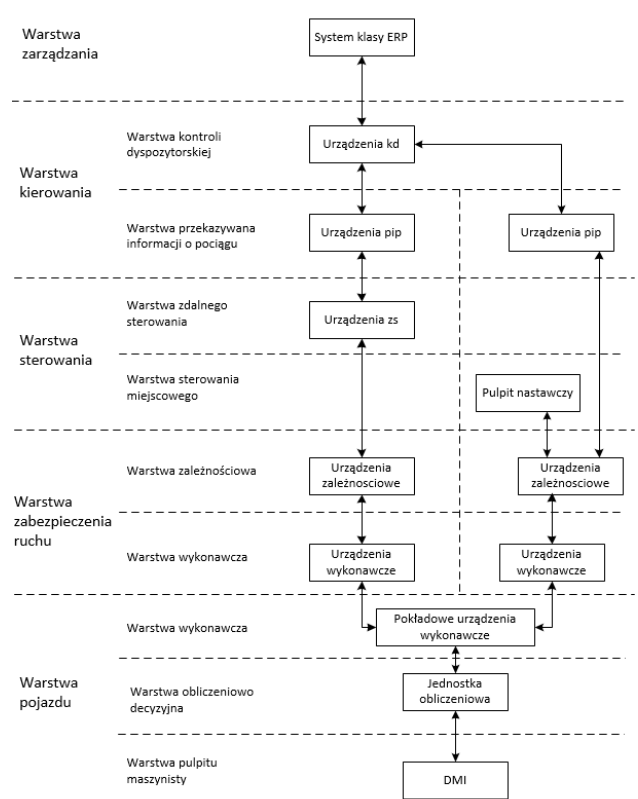 Warstwa
zarządzania
System klasy ERP
Warstwa kontroli
dyspozytorskiej
Urządzenia kd
Warstwa
kierowania
Warstwa przekazywana
informacji o pociągu
Urządzenia pip
Urządzenia pip
Warstwa zdalnego
sterowania
Urządzenia zs
Warstwa
sterowania
Warstwa sterowania
miejscowego
Pulpit nastawczy
Warstwa zależnościowa
Urządzenia
zależnosciowe
Urządzenia
zależnosciowe
Warstwa
zabezpieczenia
ruchu
Warstwa wykonawcza
Urządzenia
wykonawcze
Urządzenia
wykonawcze
Warstwa wykonawcza
Pokładowe urządzenia
wykonawcze
Warstwa
pojazdu
Warstwa obliczeniowo
decyzyjna
Jednostka
obliczeniowa
Warstwa pulpitu
maszynisty
DMI